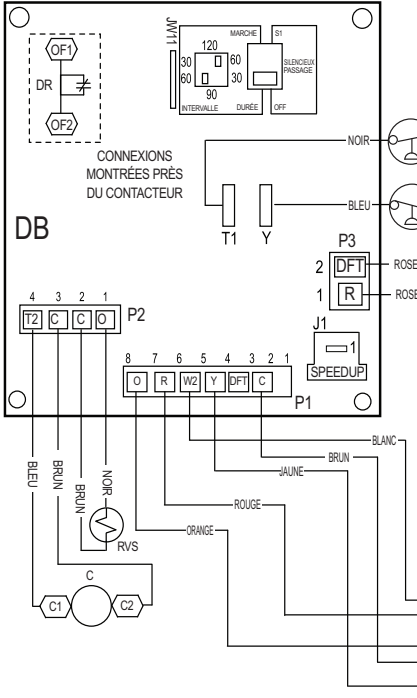 OF1
DR
OF2
JW11
120
30
60
60
30
90
INTERVALLE
MARCHE
S1
SILENCIEUX
PASSAGE
DURÉE
OFF
CONNEXIONS
MONTRÉES PRÈS
DU CONTACTEUR
NOIR
BLEU
T1
Y
DB
P3
2 DFT
ROSE
1 R
ROSE
J1
1
SPEEDUP
4 3 2 1
T2 C C O
P2
8 7 6 5 4 3 2 1
O R W2 Y DFT C
P1
BLEU
BRUN
BRUN
NOIR
RVS
C
C1
C2
BLANC
BRUN
JAUNE
ROUGE
ORANGE